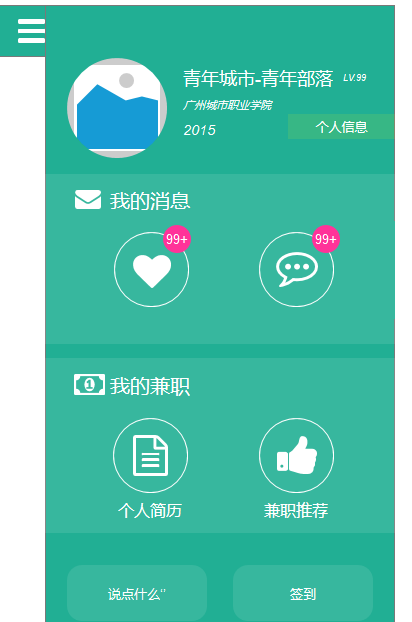 青年城市-青年部落 LV.99
广州城市职业学院
2015
个人信息
我的消息
99+ 99+
1 我的兼职
个人简历 兼职推荐
说点什么“ 签到